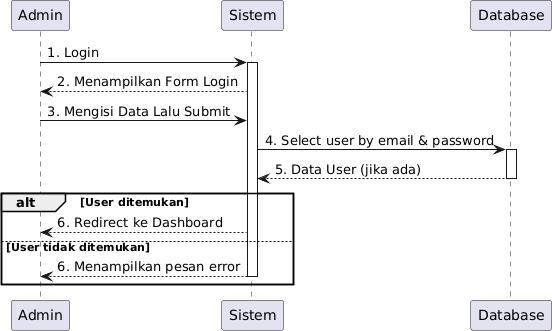 Admin
Sistem
Database
1. Login
2. Menampilkan Form Login
3. Mengisi Data Lalu Submit
4. Select user by email & password
5. Data User (jika ada)
alt [User ditemukan]
6. Redirect ke Dashboard
[User tidak ditemukan]
6. Menampilkan pesan error
Admin
Sistem
Database